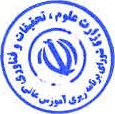 وزارت علوم ، تحقیقات و فناوری
شورای برنامه ریزی آموزش عالی